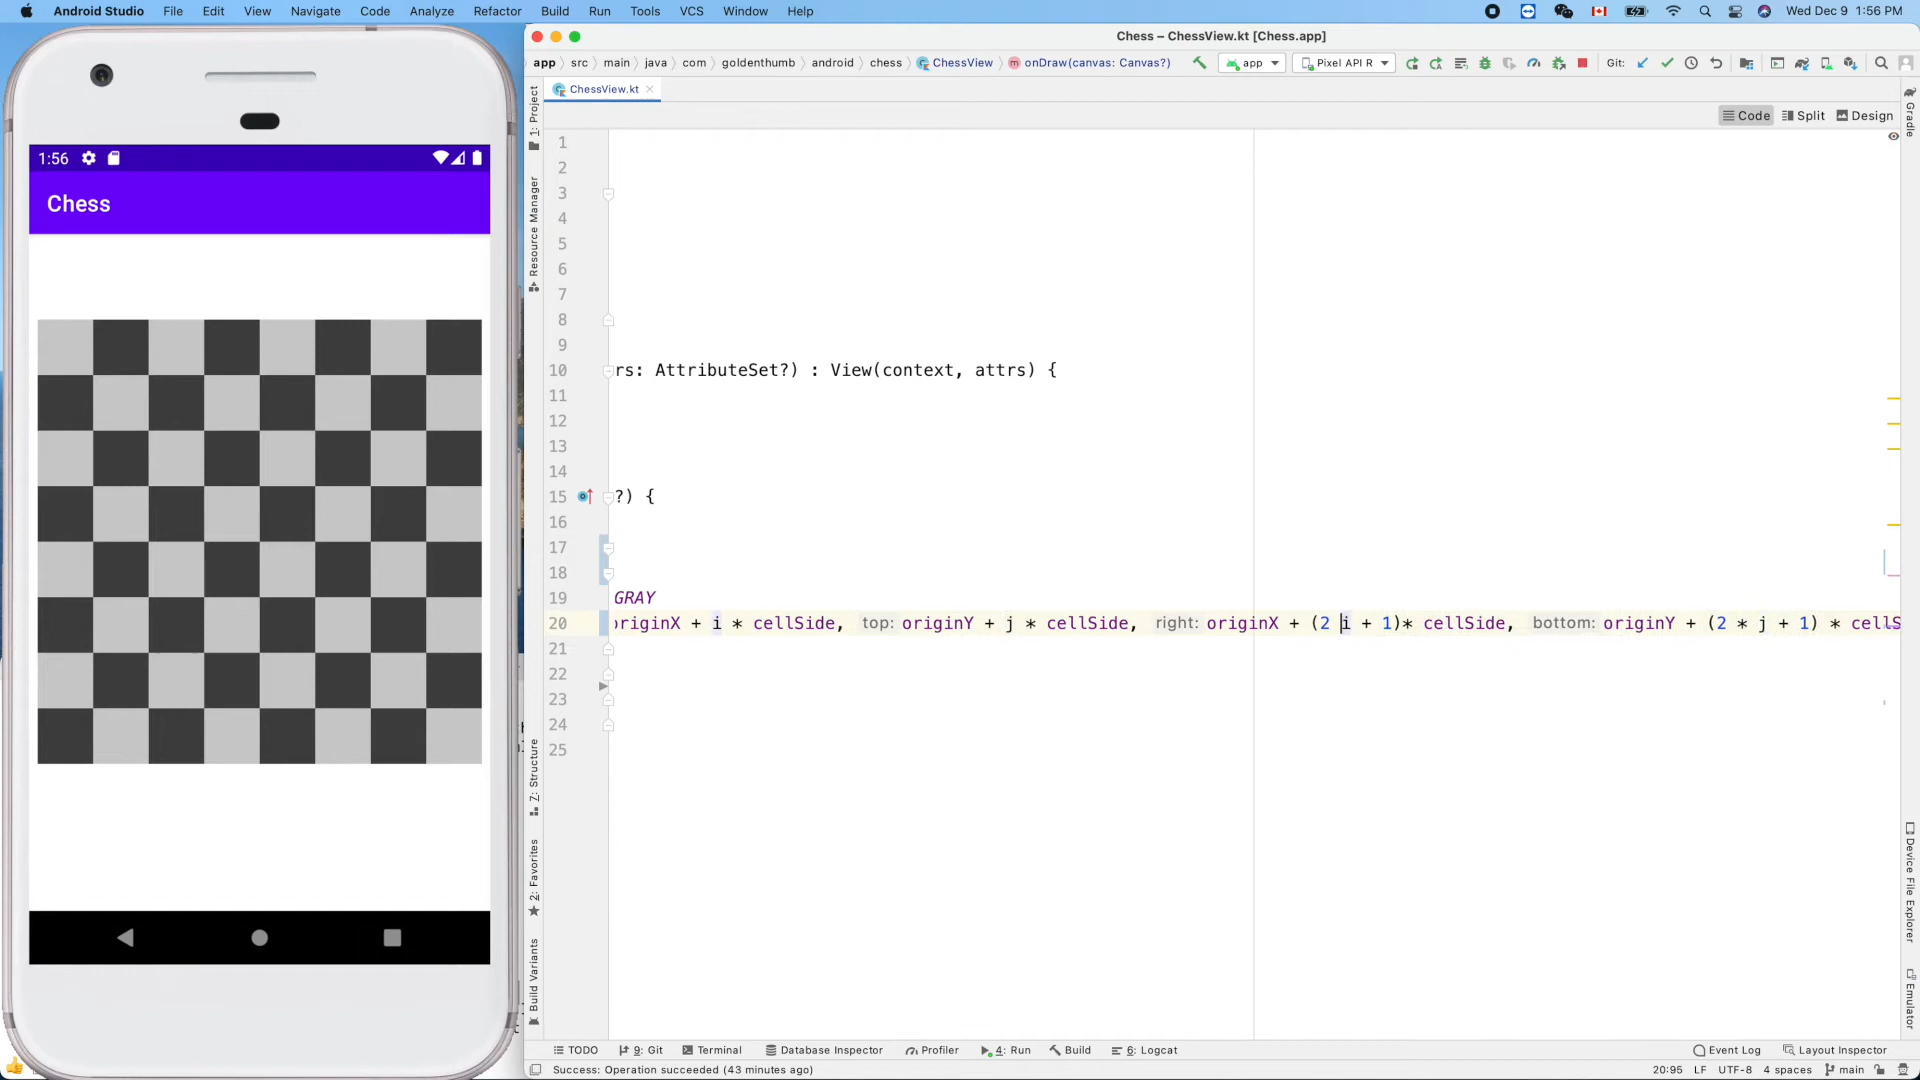 Android Studio File Edit View Navigate Code Analyze Refactor Build Run Tools VCS Window Help Wed Dec 9 1:56 PM
Chess – ChessView.kt [Chess.app]
app src main java com goldenthumb android chess ChessView onDraw(canvas: Canvas?) app Pixel API R Git:
ChessView.kt
Code Split Design
1:56
Chess
1: Project
Resource Manager
Z: Structure
2: Favorites
Build Variants
Gradle
Device File Explorer
Emulator
1
2
3
4
5
6
7
8
9
10 rs: AttributeSet?) : View(context, attrs) {
11
12
13
14
15 ?) {
16
17
18
19 GRAY
20 originX + i * cellSide, top: originY + j * cellSide, right: originX + (2 i + 1)* cellSide, bottom: originY + (2 * j + 1) * cellS
21
22
23
24
25
TODO 9: Git Terminal Database Inspector Profiler 4: Run Build 6: Logcat Event Log Layout Inspector
Success: Operation succeeded (43 minutes ago) 20:95 LF UTF-8 4 spaces main